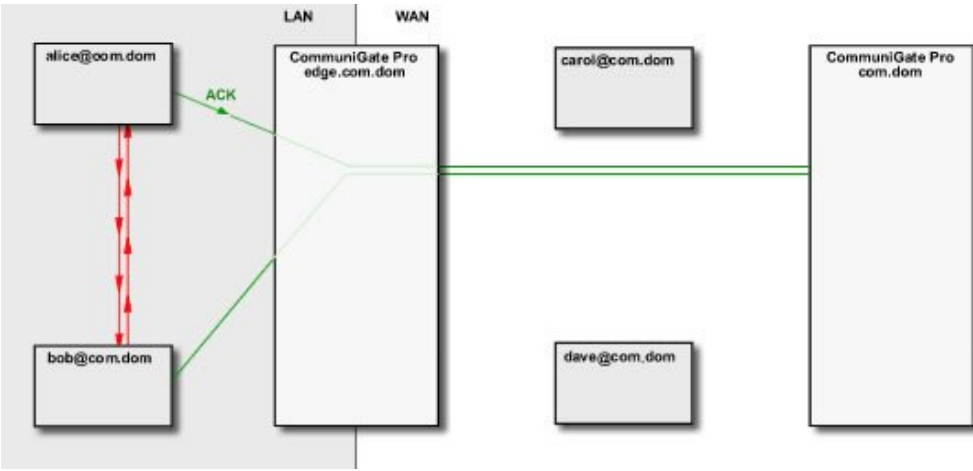 LAN
WAN
alice@com.dom
CommuniGate Pro
edge.com.dom
carol@com.dom
CommuniGate Pro
com.dom
ACK
bob@com.dom
dave@com.dom